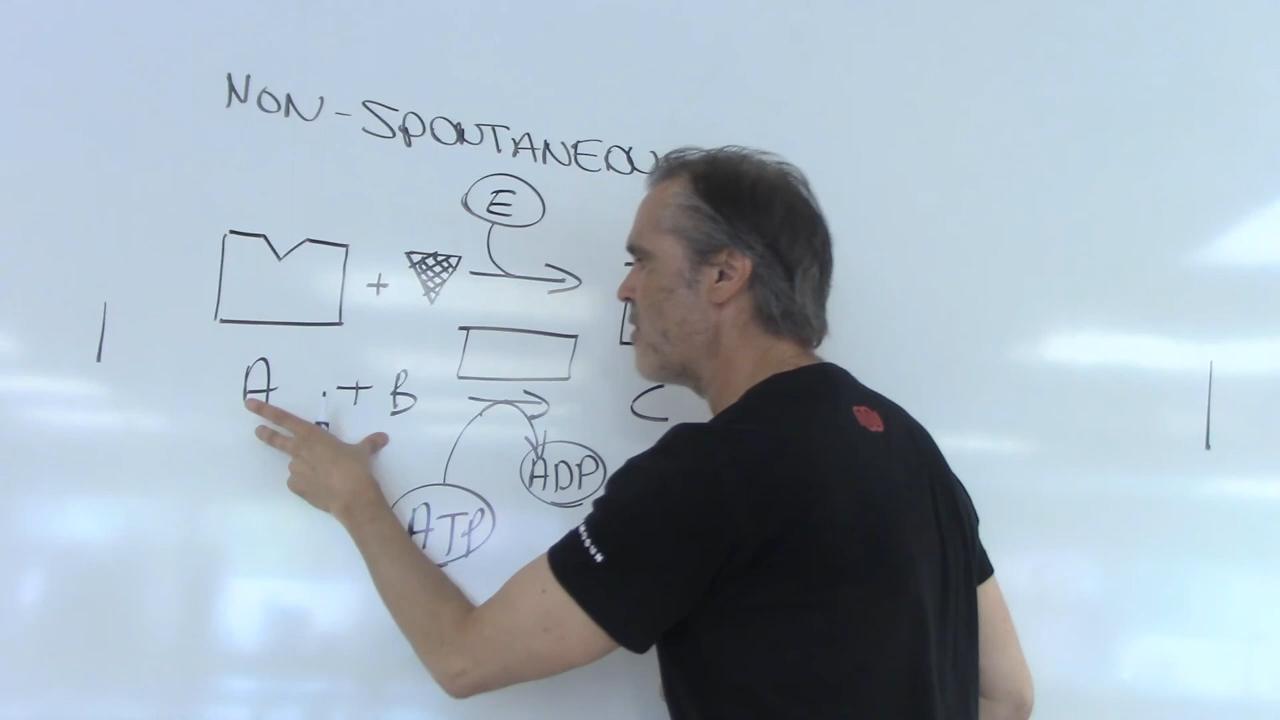 NON-SPONTANEOU
E
+
A + B
C
ADP
ATP